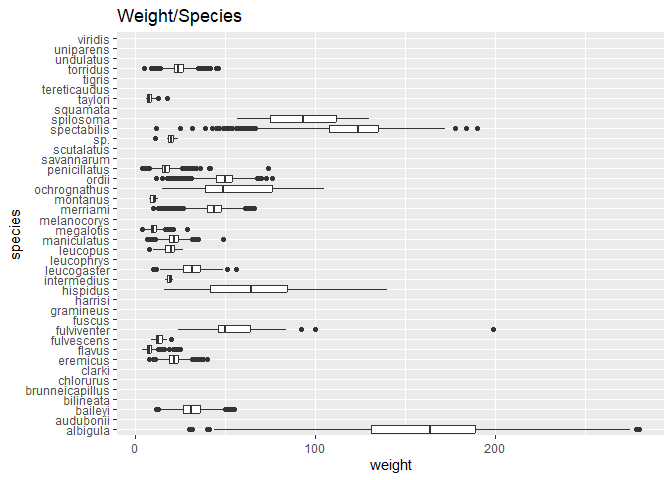 Weight/Species
viridis
uniparens
undulatus
torridus
tigris
tereticaudus
taylori
squamata
spilosoma
spectabilis
sp.
scutalatus
savannarum
penicillatus
ordii
ochrognathus
montanus
merriami
melanocorys
megalotis
maniculatus
leucopus
leucophrys
leucogaster
intermedius
hispidus
harrisi
gramineus
fuscus
fulviventer
fulvescens
flavus
eremicus
clarki
chlorurus
brunneicapillus
bilineata
baileyi
audubonii
albigula
species
0 100 200
weight